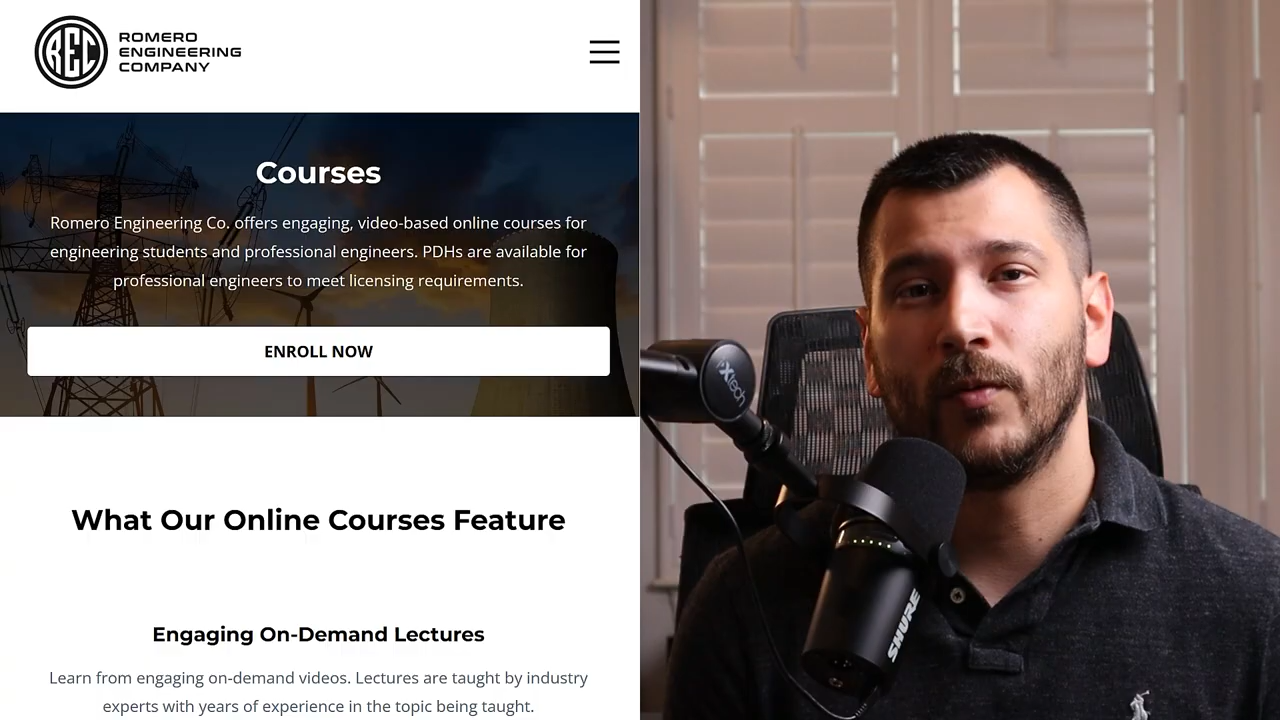 REC
ROMERO
ENGINEERING
COMPANY
Courses
Romero Engineering Co. offers engaging, video-based online courses for
engineering students and professional engineers. PDHs are available for
professional engineers to meet licensing requirements.
ENROLL NOW
What Our Online Courses Feature
Engaging On-Demand Lectures
Learn from engaging on-demand videos. Lectures are taught by industry
experts with years of experience in the topic being taught.
IXtech
SHURE